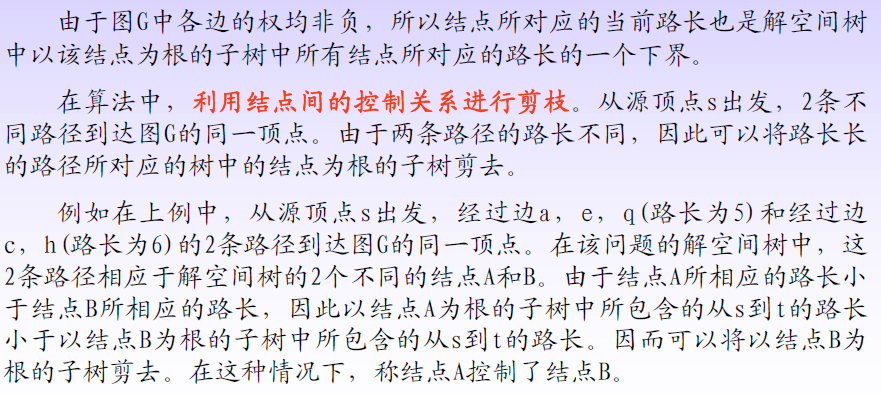 由于图G中各边的权均非负，所以结点所对应的当前路长也是解空间树
中以该结点为根的子树中所有结点所对应的路长的一个下界。
在算法中，利用结点间的控制关系进行剪枝。从源顶点s出发，2条不
同路径到达图G的同一顶点。由于两条路径的路长不同，因此可以将路长长
的路径所对应的树中的结点为根的子树剪去。
例如在上例中，从源顶点s出发，经过边a，e，q(路长为5)和经过边
c，h(路长为6)的2条路径到达图G的同一顶点。在该问题的解空间树中，这
2条路径相应于解空间树的2个不同的结点A和B。由于结点A所相应的路长小
于结点B所相应的路长，因此以结点A为根的子树中所包含的从s到t的路长
小于以结点B为根的子树中所包含的从s到t的路长。因而可以将以结点B为
根的子树剪去。在这种情况下，称结点A控制了结点B。